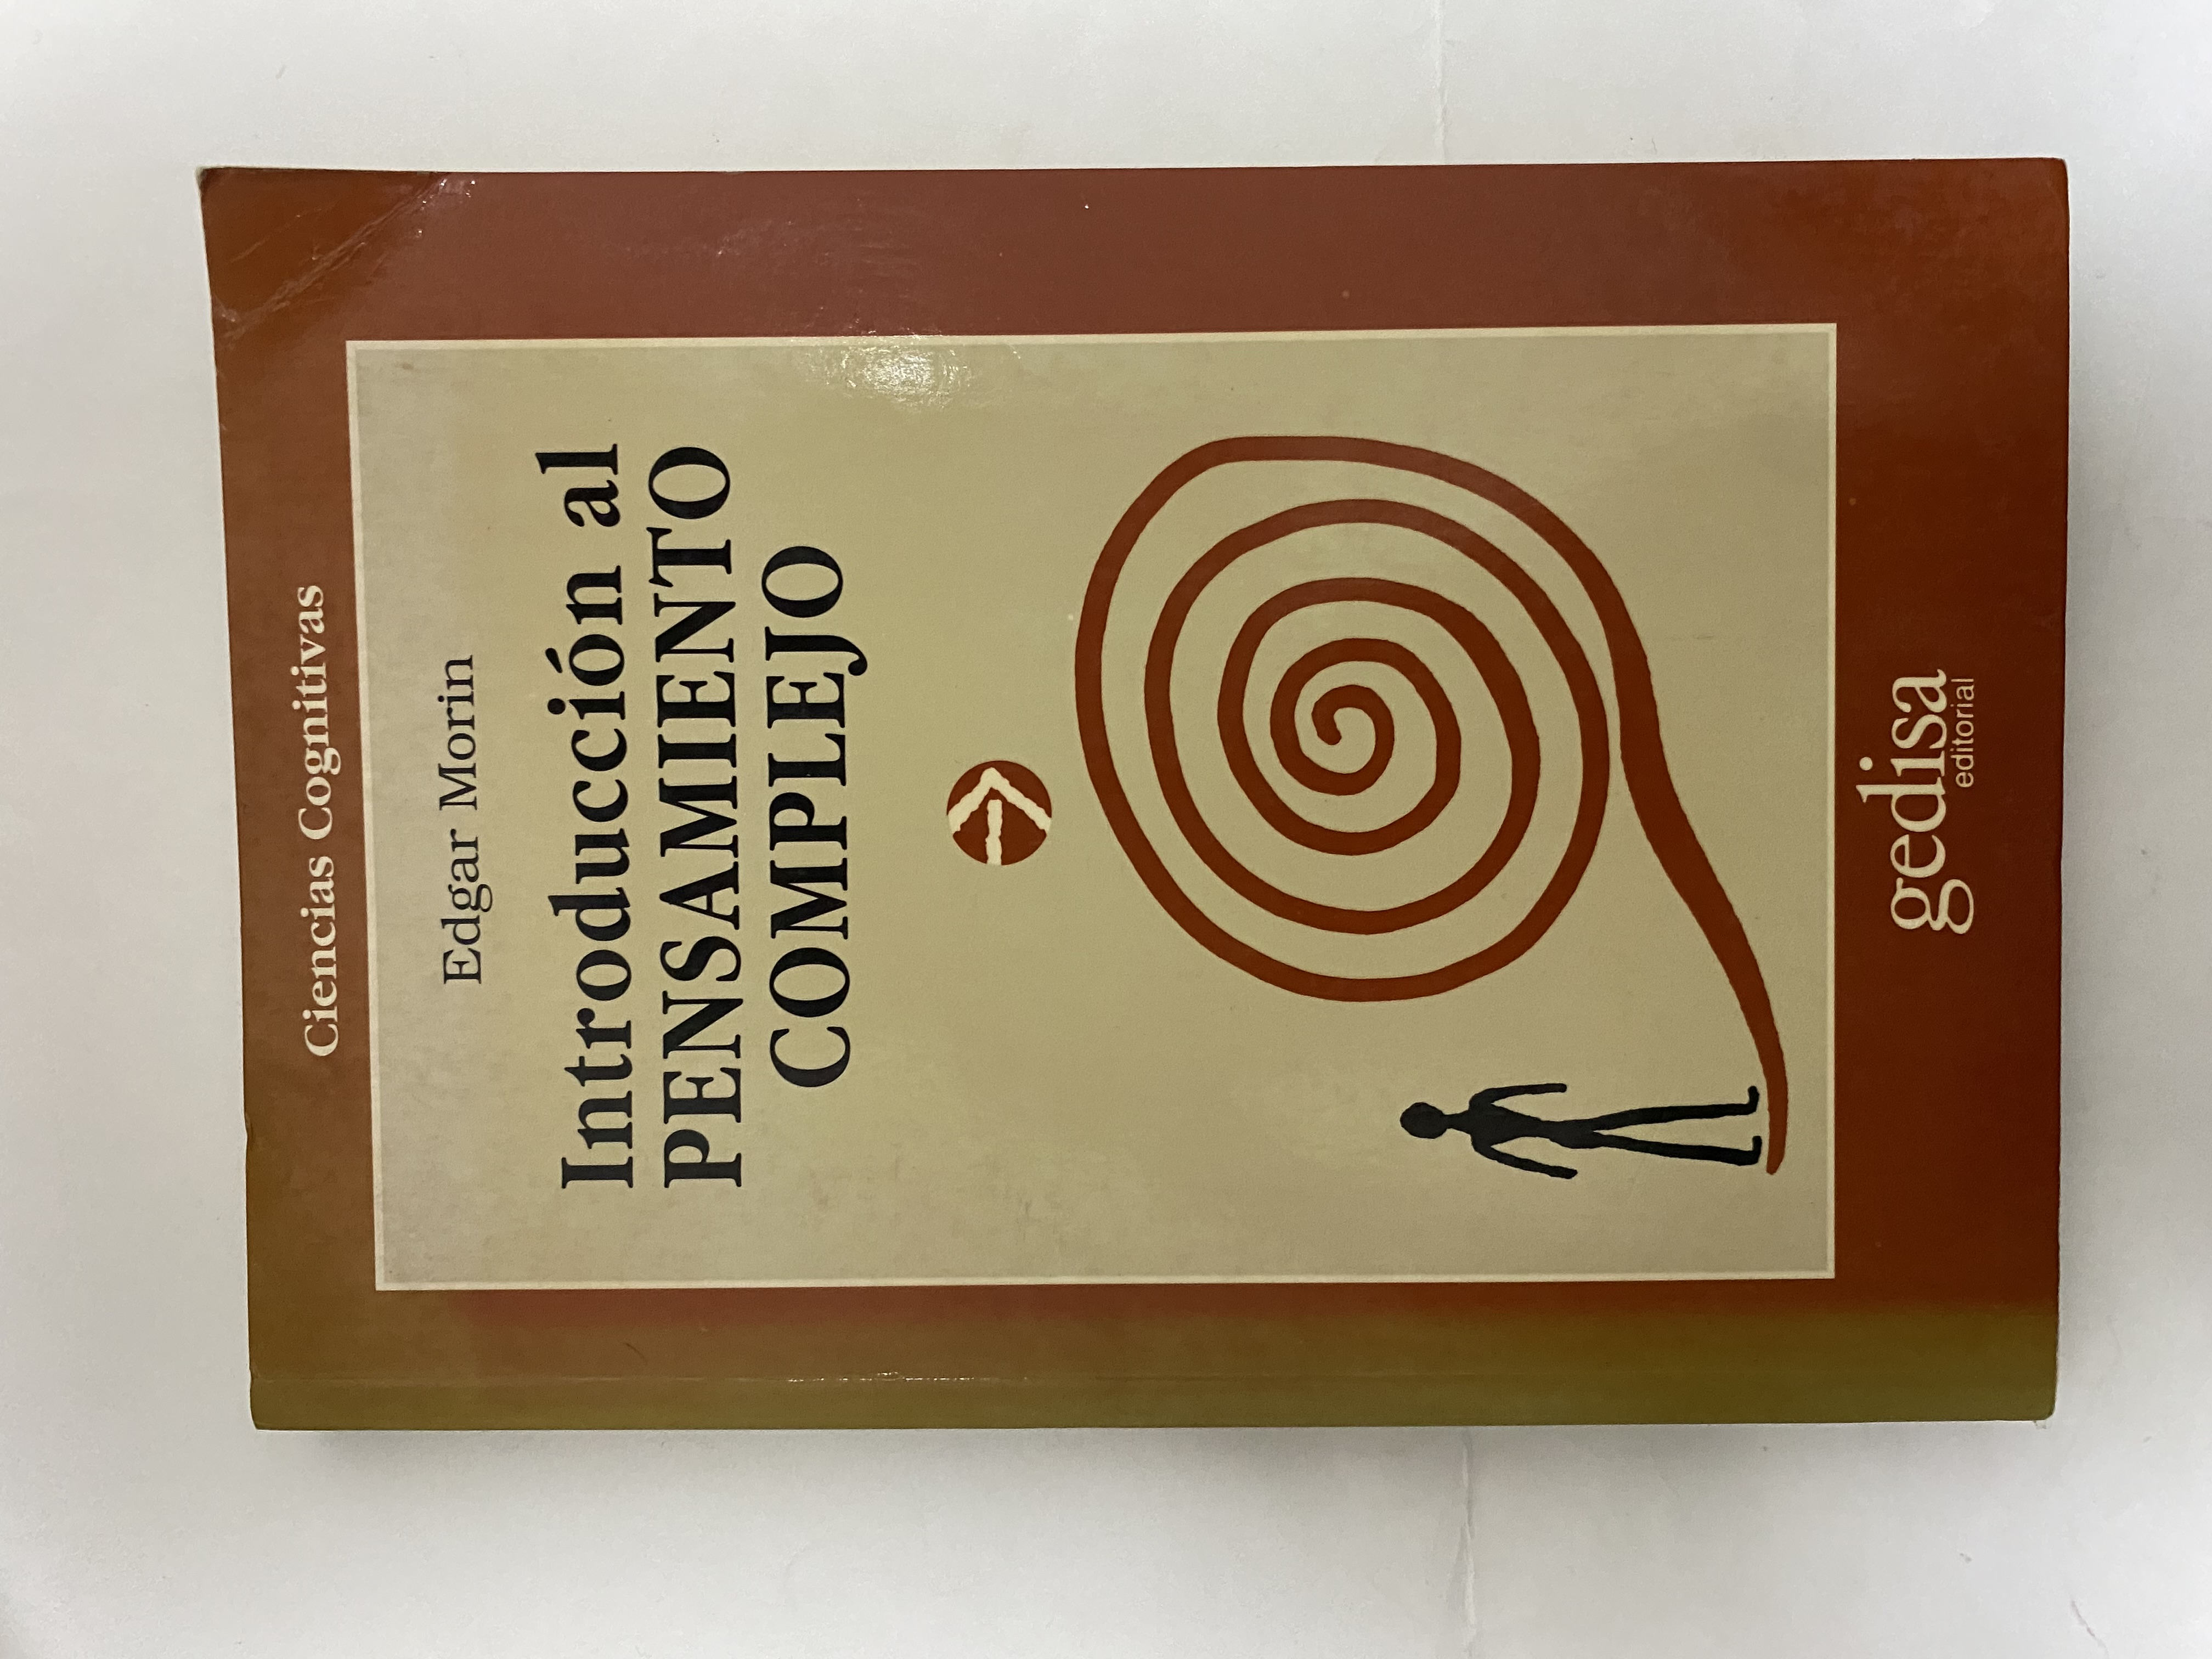 Ciencias Cognitivas
Edgar Morin
Introducción al
PENSAMIENTO
COMPLEJO
gedisa
editorial